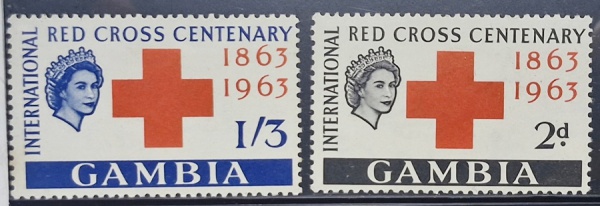 INTERNATIONAL
RED CROSS CENTENARY
1863
1963
1/3
GAMBIA
INTERNATIONAL
RED CROSS CENTENARY
1863
1963
2d.
GAMBIA